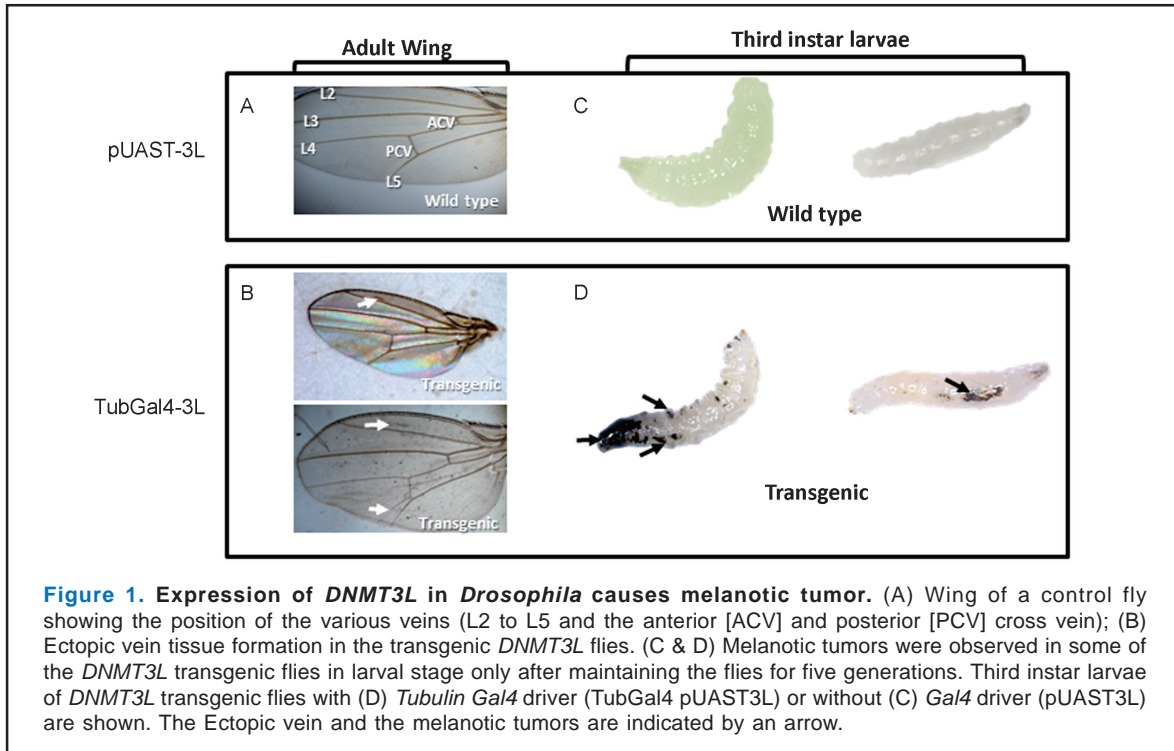 Adult Wing
Third instar larvae
pUAST-3L
A
L2
L3
L4
ACV
PCV
L5
Wild type
C
Wild type
TubGal4-3L
B
Transgenic
Transgenic
D
Transgenic
Figure 1. Expression of DNMT3L in Drosophila causes melanotic tumor. (A) Wing of a control fly
showing the position of the various veins (L2 to L5 and the anterior [ACV] and posterior [PCV] cross vein); (B)
Ectopic vein tissue formation in the transgenic DNMT3L flies. (C & D) Melanotic tumors were observed in some of
the DNMT3L transgenic flies in larval stage only after maintaining the flies for five generations. Third instar larvae
of DNMT3L transgenic flies with (D) Tubulin Gal4 driver (TubGal4 pUAST3L) or without (C) Gal4 driver (pUAST3L)
are shown. The Ectopic vein and the melanotic tumors are indicated by an arrow.